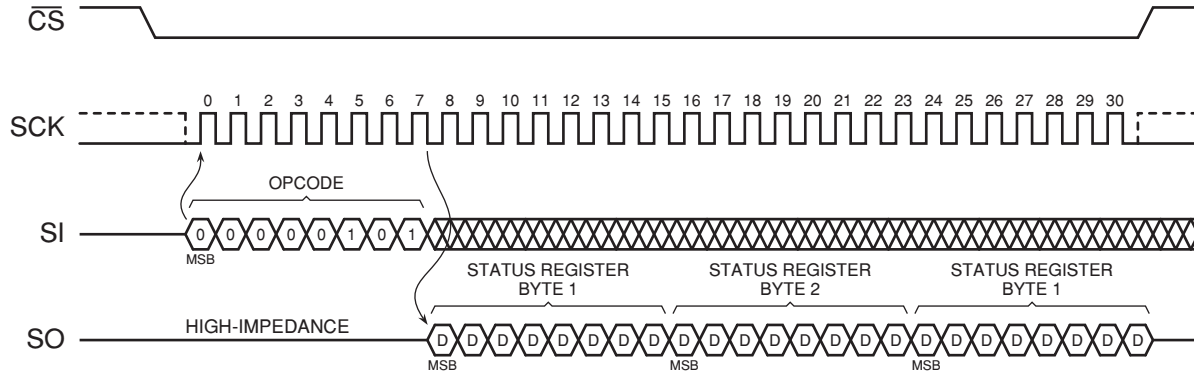 CS
0 1 2 3 4 5 6 7 8 9 10 11 12 13 14 15 16 17 18 19 20 21 22 23 24 25 26 27 28 29 30
SCK
OPCODE
SI
0 0 0 0 0 1 0 1
MSB
STATUS REGISTER
BYTE 1
STATUS REGISTER
BYTE 2
STATUS REGISTER
BYTE 1
HIGH-IMPEDANCE
SO
D D D D D D D D D D D D D D D D D D D D D D D D
MSB MSB MSB